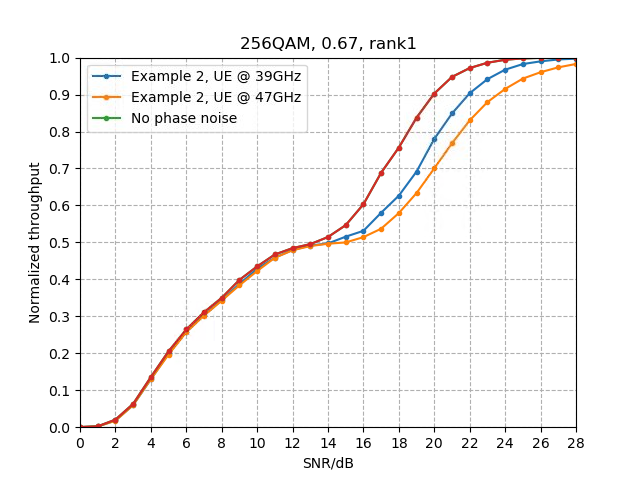 256QAM, 0.67, rank1
Example 2, UE @ 39GHz
Example 2, UE @ 47GHz
No phase noise
Normalized throughput
1.0
0.9
0.8
0.7
0.6
0.5
0.4
0.3
0.2
0.1
0.0
0 2 4 6 8 10 12 14 16 18 20 22 24 26 28
SNR/dB